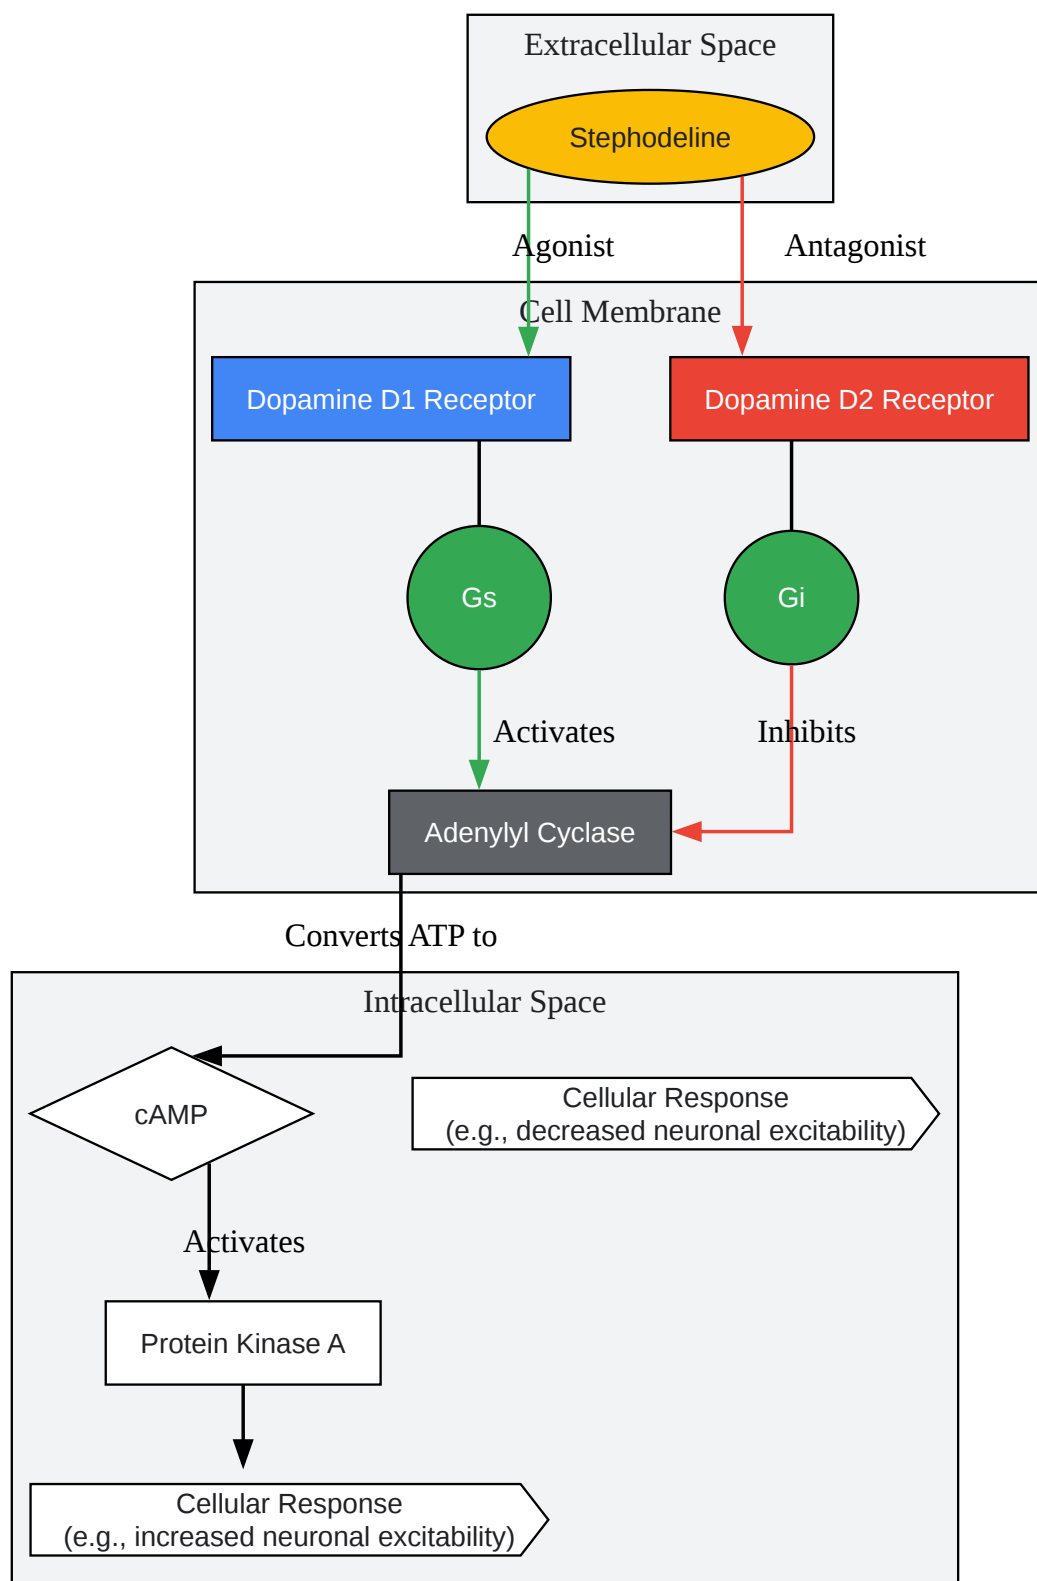 Extracellular Space
Stephodeline
Agonist
Antagonist
Cell Membrane
Dopamine D1 Receptor
Dopamine D2 Receptor
Gs
Gi
Activates
Inhibits
Adenylyl Cyclase
Converts ATP to
Intracellular Space
cAMP
Cellular Response
(e.g., decreased neuronal excitability)
Activates
Protein Kinase A
Cellular Response
(e.g., increased neuronal excitability)